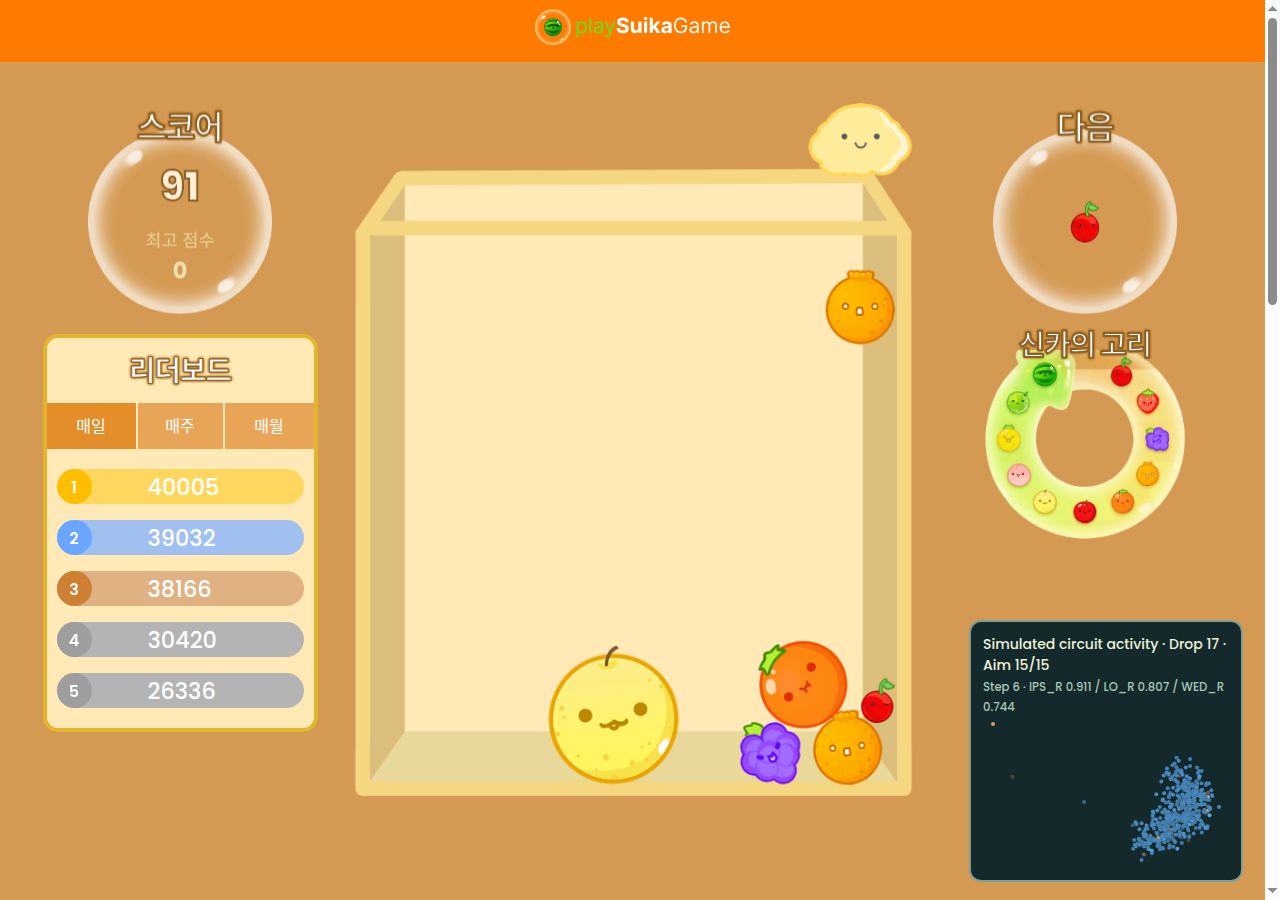 playSuikaGame
스코어
91
최고 점수
0
다음
리더보드
매일 매주 매월
1 40005
2 39032
3 38166
4 30420
5 26336
신카의 고리
Simulated circuit activity · Drop 17 ·
Aim 15/15
Step 6 · IPS_R 0.911 / LO_R 0.807 / WED_R
0.744